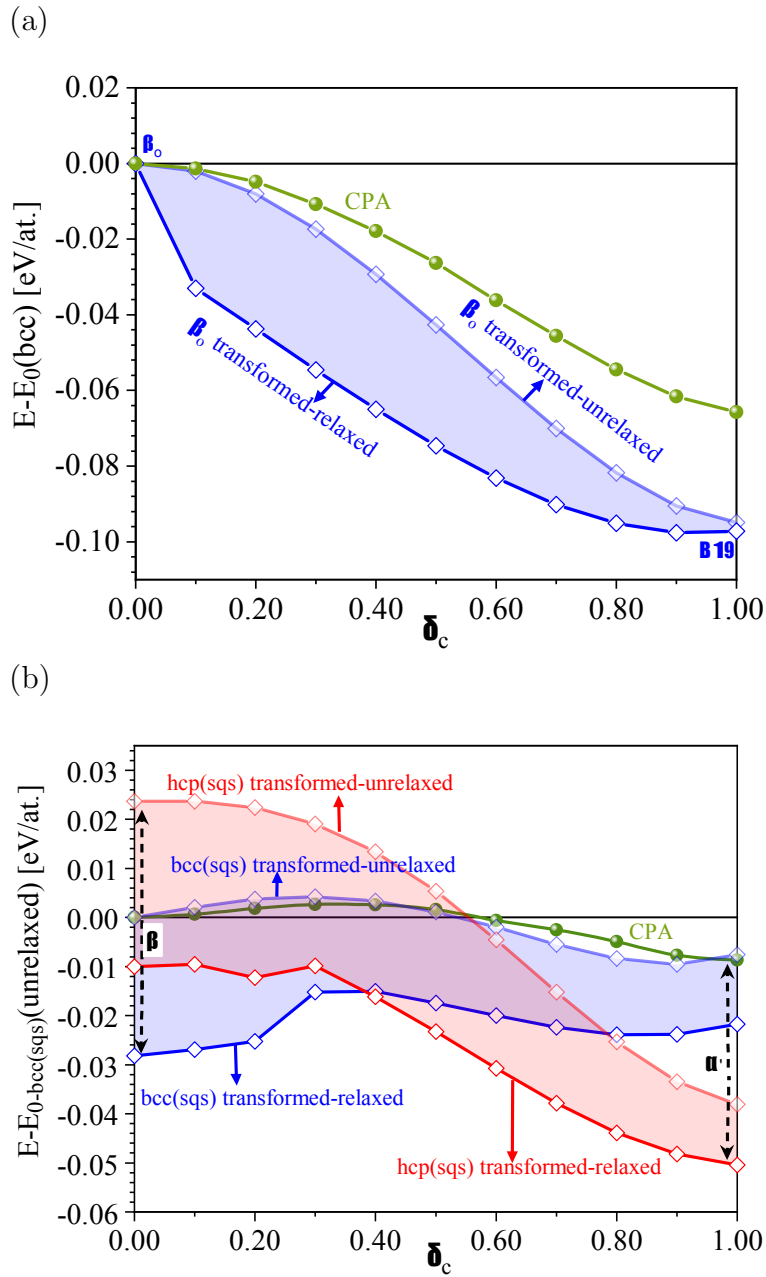 (a)
0.02
0.00
-0.02
-0.04
-0.06
-0.08
-0.10
E-E0(bcc) [eV/at.]
βo
CPA
βo transformed-unrelaxed
βo transformed-relaxed
B 19
0.00 0.20 0.40 0.60 0.80 1.00
δc
(b)
0.03
0.02
0.01
0.00
-0.01
-0.02
-0.03
-0.04
-0.05
-0.06
E-E0-bcc(sqs)(unrelaxed) [eV/at.]
hcp(sqs) transformed-unrelaxed
bcc(sqs) transformed-unrelaxed
CPA
β
α
bcc(sqs) transformed-relaxed
hcp(sqs) transformed-relaxed
0.00 0.20 0.40 0.60 0.80 1.00
δc